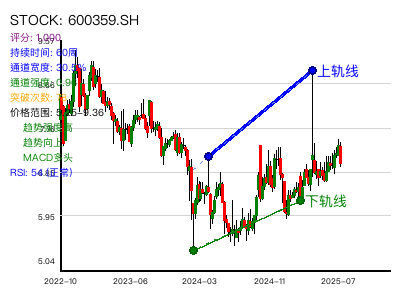 STOCK: 600359.SH
评分: 1.000
9.57
持续时间: 60周
通道宽度: 30.5%
通道强度: 0.9
8.66
突破次数:
价格范围: 5.25-9.36
趋势强度高
趋势向上
MACD多头
RSI: 54 (正常)
上轨线
下轨线
5.95
5.04
2022-10
2023-06
2024-03
2024-11
2025-07